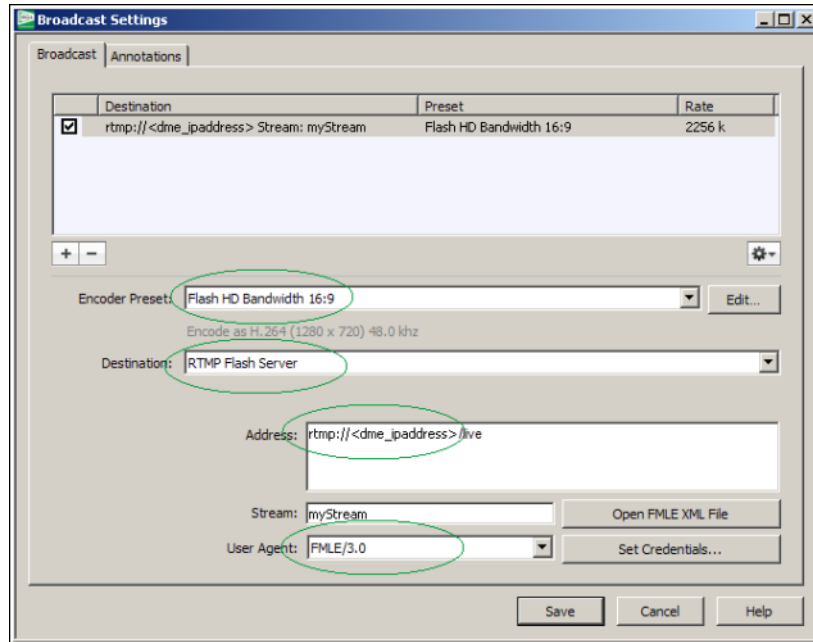 Broadcast Settings
Broadcast Annotations
Destination Preset Rate
rtmp://<dme_ipaddress> Stream: myStream Flash HD Bandwidth 16:9 2256 k
+ −
Encoder Preset: Flash HD Bandwidth 16:9 Edit...
Encode as H.264 (1280 x 720) 48.0 khz
Destination: RTMP Flash Server
Address: rtmp://<dme_ipaddress>/live
Stream: myStream Open FMLE XML File
User Agent: FMLE/3.0 Set Credentials...
Save Cancel Help